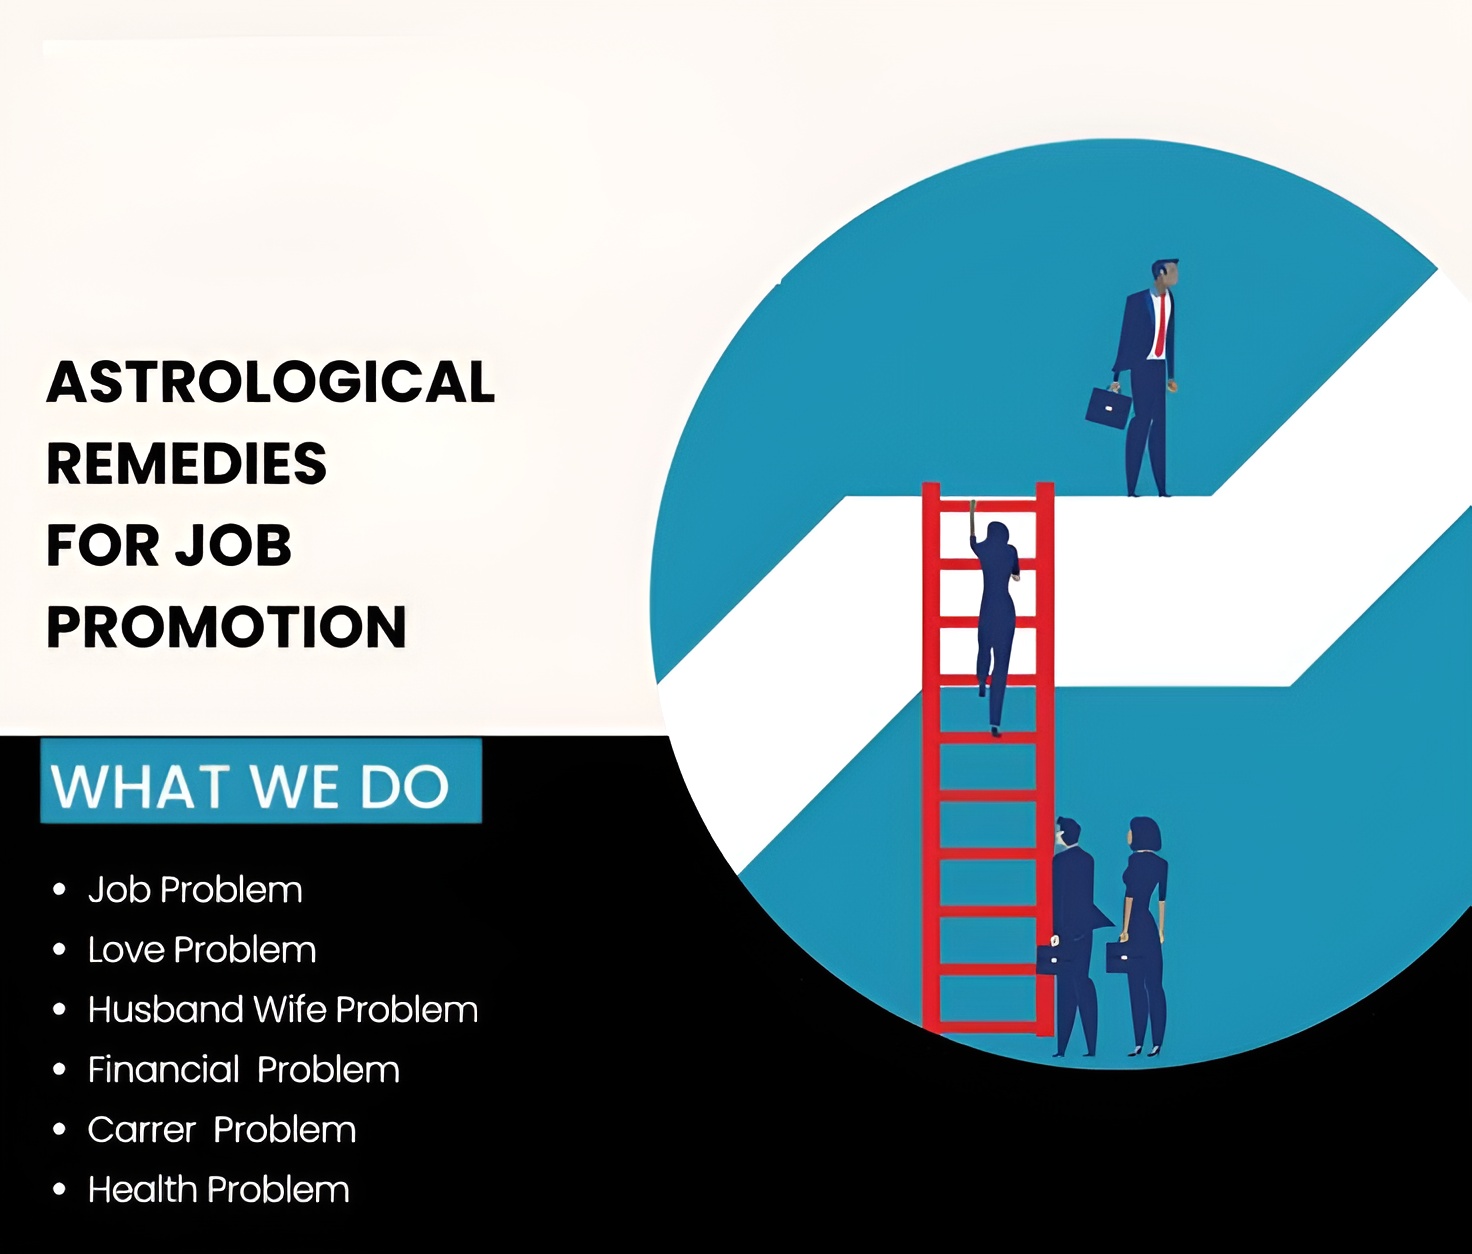 ASTROLOGICAL
REMEDIES
FOR JOB
PROMOTION
WHAT WE DO
• Job Problem
• Love Problem
• Husband Wife Problem
• Financial  Problem
• Carrer  Problem
• Health Problem